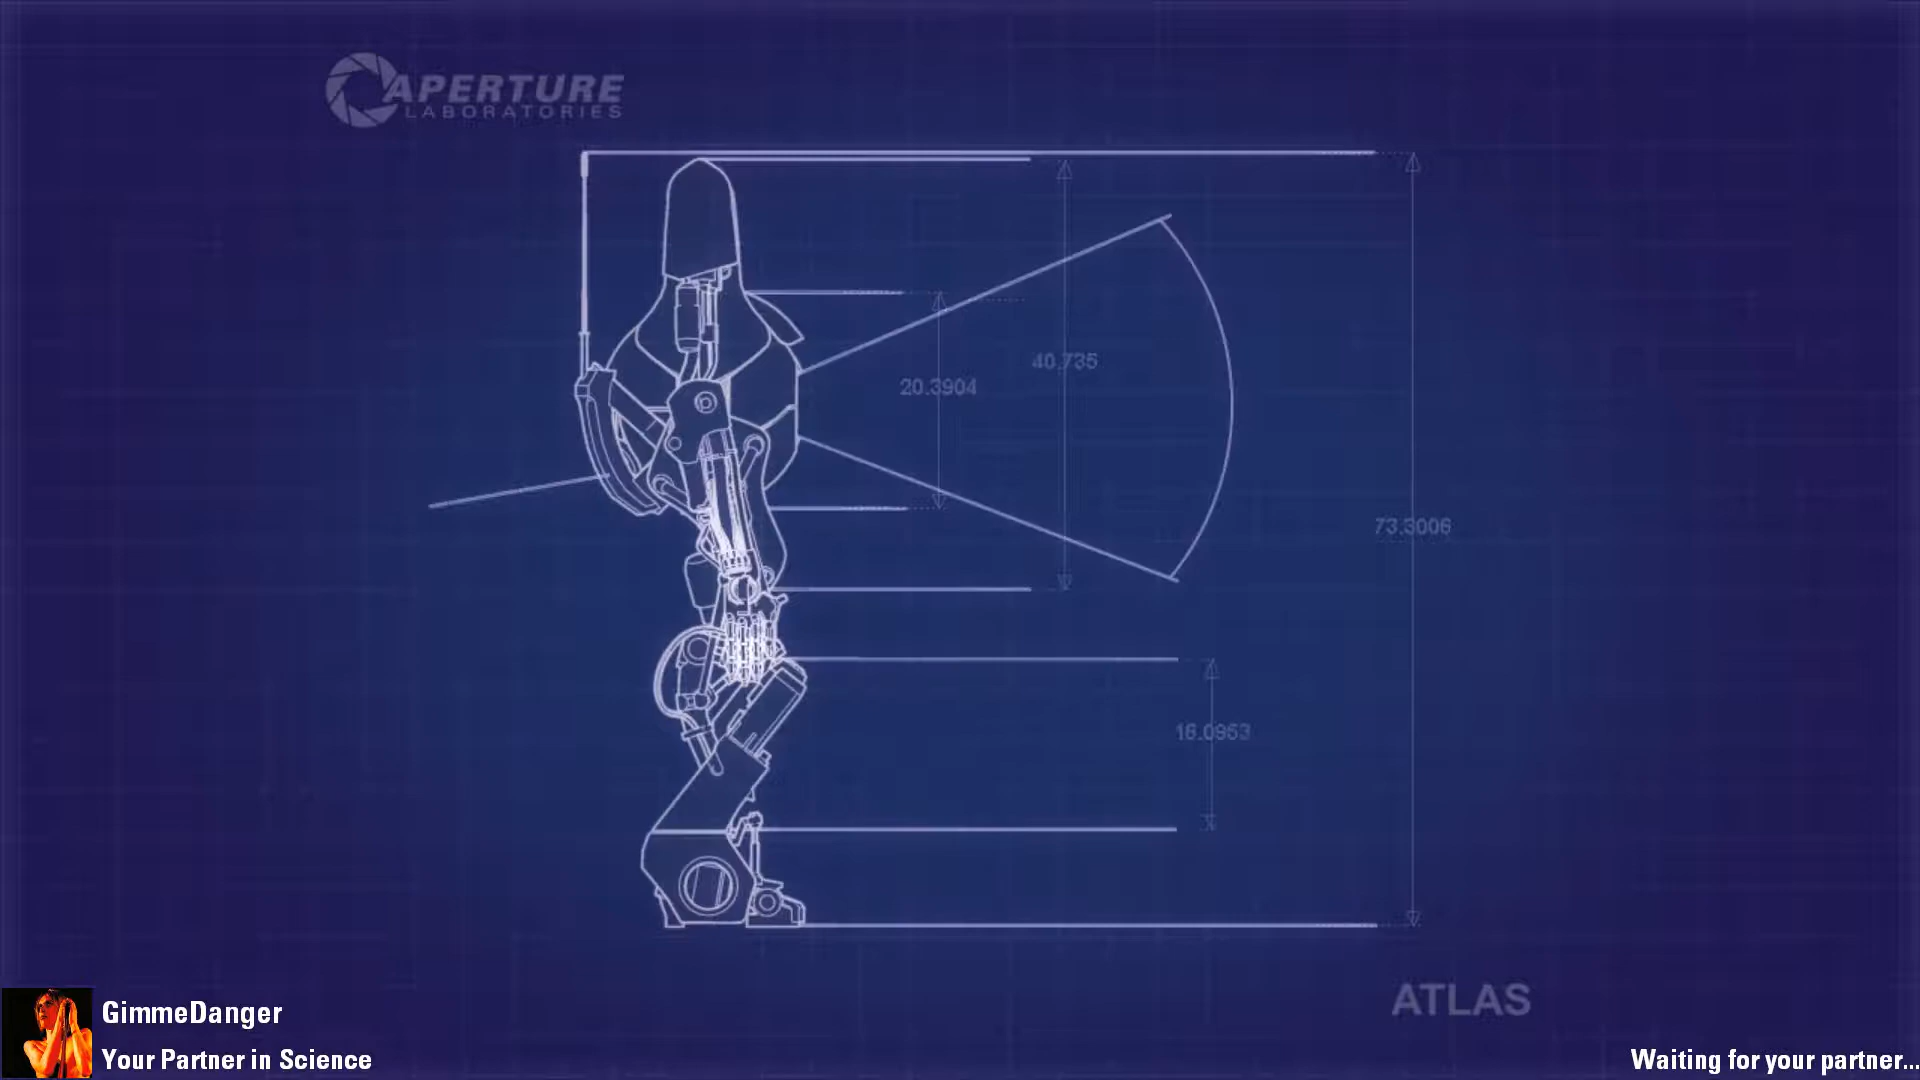 APERTURE
LABORATORIES
40.735
20.3904
73.3006
16.0953
ATLAS
GimmeDanger
Your Partner in Science
Waiting for your partner...